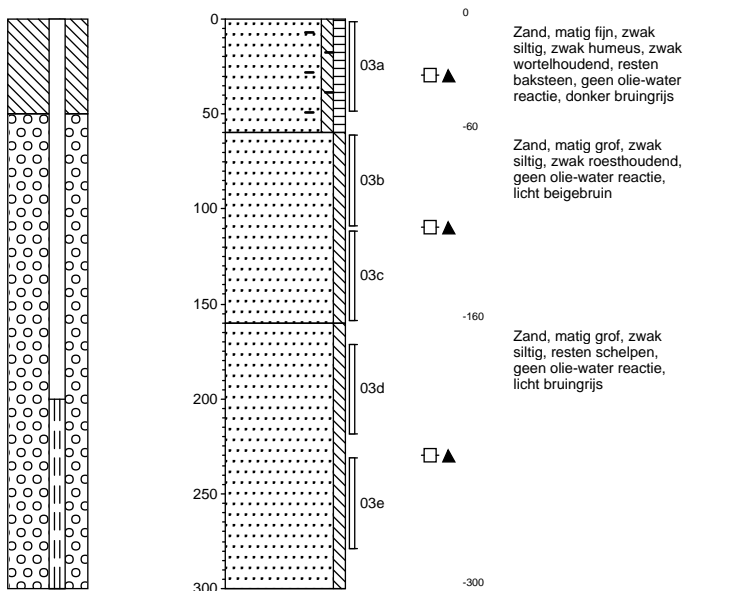 0
0
Zand, matig fijn, zwak
siltig, zwak humeus, zwak
wortelhoudend, resten
baksteen, geen olie-water
reactie, donker bruingrijs
03a
50
-60
Zand, matig grof, zwak
siltig, zwak roesthoudend,
geen olie-water reactie,
licht beigebruin
03b
100
03c
150
-160
Zand, matig grof, zwak
siltig, resten schelpen,
geen olie-water reactie,
licht bruingrijs
03d
200
250
03e
300
-300